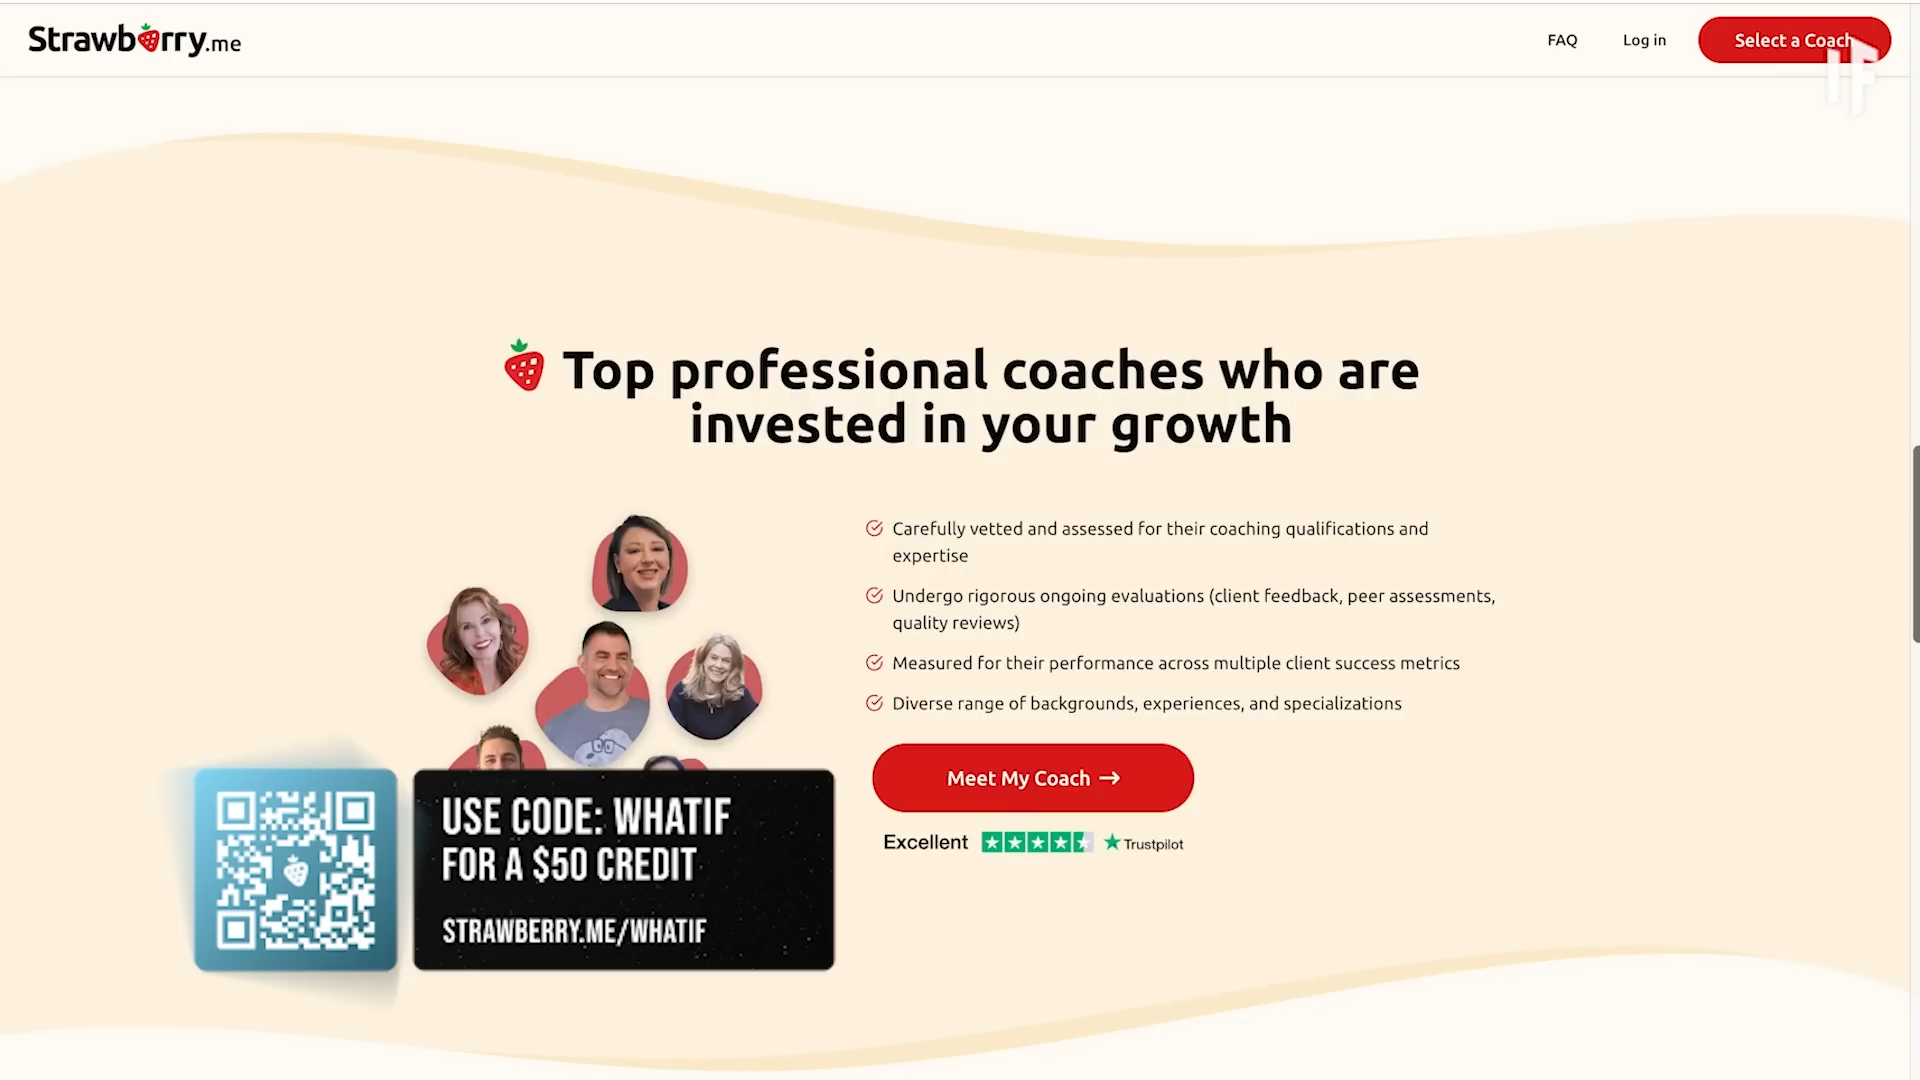 Strawberry.me
FAQ
Log in
Select a Coach
IF
Top professional coaches who are
invested in your growth
Carefully vetted and assessed for their coaching qualifications and
expertise
Undergo rigorous ongoing evaluations (client feedback, peer assessments,
quality reviews)
Measured for their performance across multiple client success metrics
Diverse range of backgrounds, experiences, and specializations
Meet My Coach →
Excellent
Trustpilot
USE CODE: WHATIF
FOR A $50 CREDIT
STRAWBERRY.ME/WHATIF